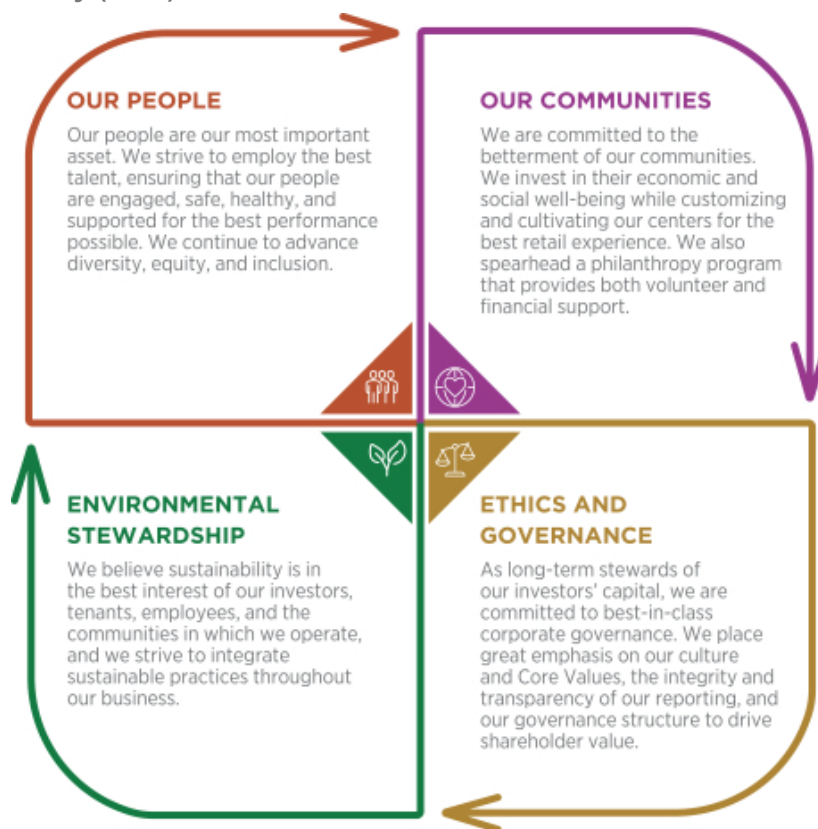 OUR PEOPLE
Our people are our most important
asset. We strive to employ the best
talent, ensuring that our people
are engaged, safe, healthy, and
supported for the best performance
possible. We continue to advance
diversity, equity, and inclusion.
OUR COMMUNITIES
We are committed to the
betterment of our communities.
We invest in their economic and
social well-being while customizing
and cultivating our centers for the
best retail experience. We also
spearhead a philanthropy program
that provides both volunteer and
financial support.
ENVIRONMENTAL
STEWARDSHIP
We believe sustainability is in
the best interest of our investors,
tenants, employees, and the
communities in which we operate,
and we strive to integrate
sustainable practices throughout
our business.
ETHICS AND
GOVERNANCE
As long-term stewards of
our investors' capital, we are
committed to best-in-class
corporate governance. We place
great emphasis on our culture
and Core Values, the integrity and
transparency of our reporting, and
our governance structure to drive
shareholder value.